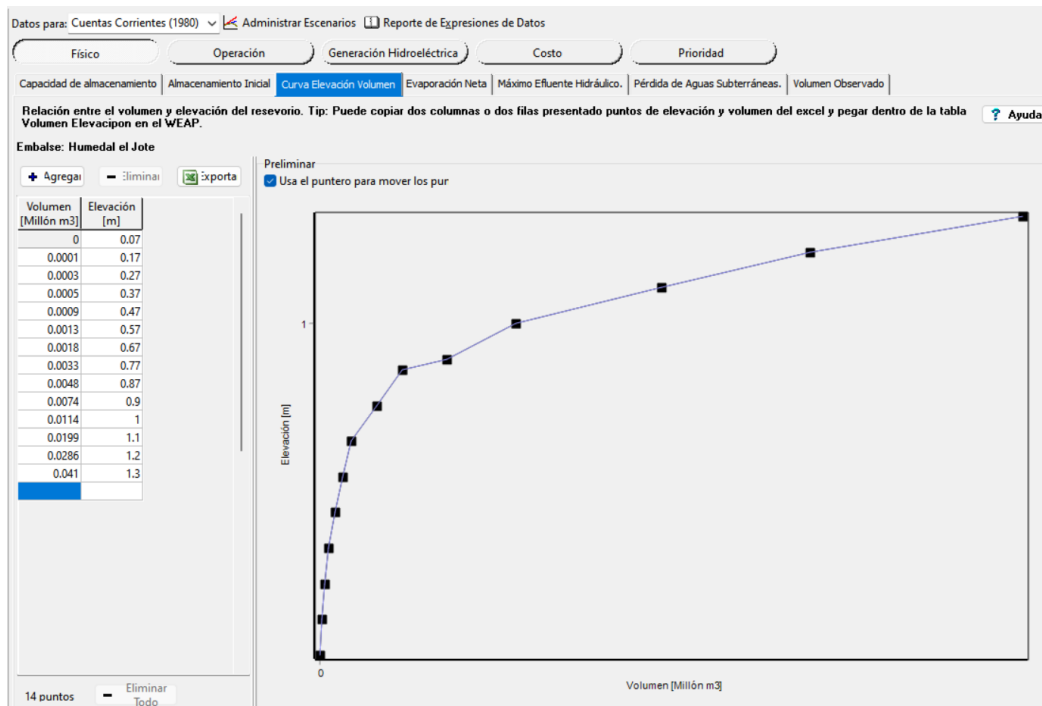 Datos para: Cuentas Corrientes (1980) Administrar Escenarios Reporte de Expresiones de Datos
Físico Operación Generación Hidroeléctrica Costo Prioridad
Capacidad de almacenamiento Almacenamiento Inicial Curva Elevación Volumen Evaporación Neta Máximo Efluente Hidráulico. Pérdida de Aguas Subterráneas. Volumen Observado
Relación entre el volumen y elevación del resevorio. Tip: Puede copiar dos columnas o dos filas presentado puntos de elevación y volumen del excel y pegar dentro de la tabla
Volumen Elevacipon en el WEAP.
? Ayuda
Embalse: Humedal el Jote
Agregar Eliminar Exporta
Preliminar
Usa el puntero para mover los pur
Volumen Elevación
[Millón m3] [m]
0 0.07
0.0001 0.17
0.0003 0.27
0.0005 0.37
0.0009 0.47
0.0013 0.57
0.0018 0.67
0.0033 0.77
0.0048 0.87
0.0074 0.9
0.0114 1
0.0199 1.1
0.0286 1.2
0.041 1.3
14 puntos
Eliminar
Todo
1
Elevación [m]
0
Volumen [Millón m3]